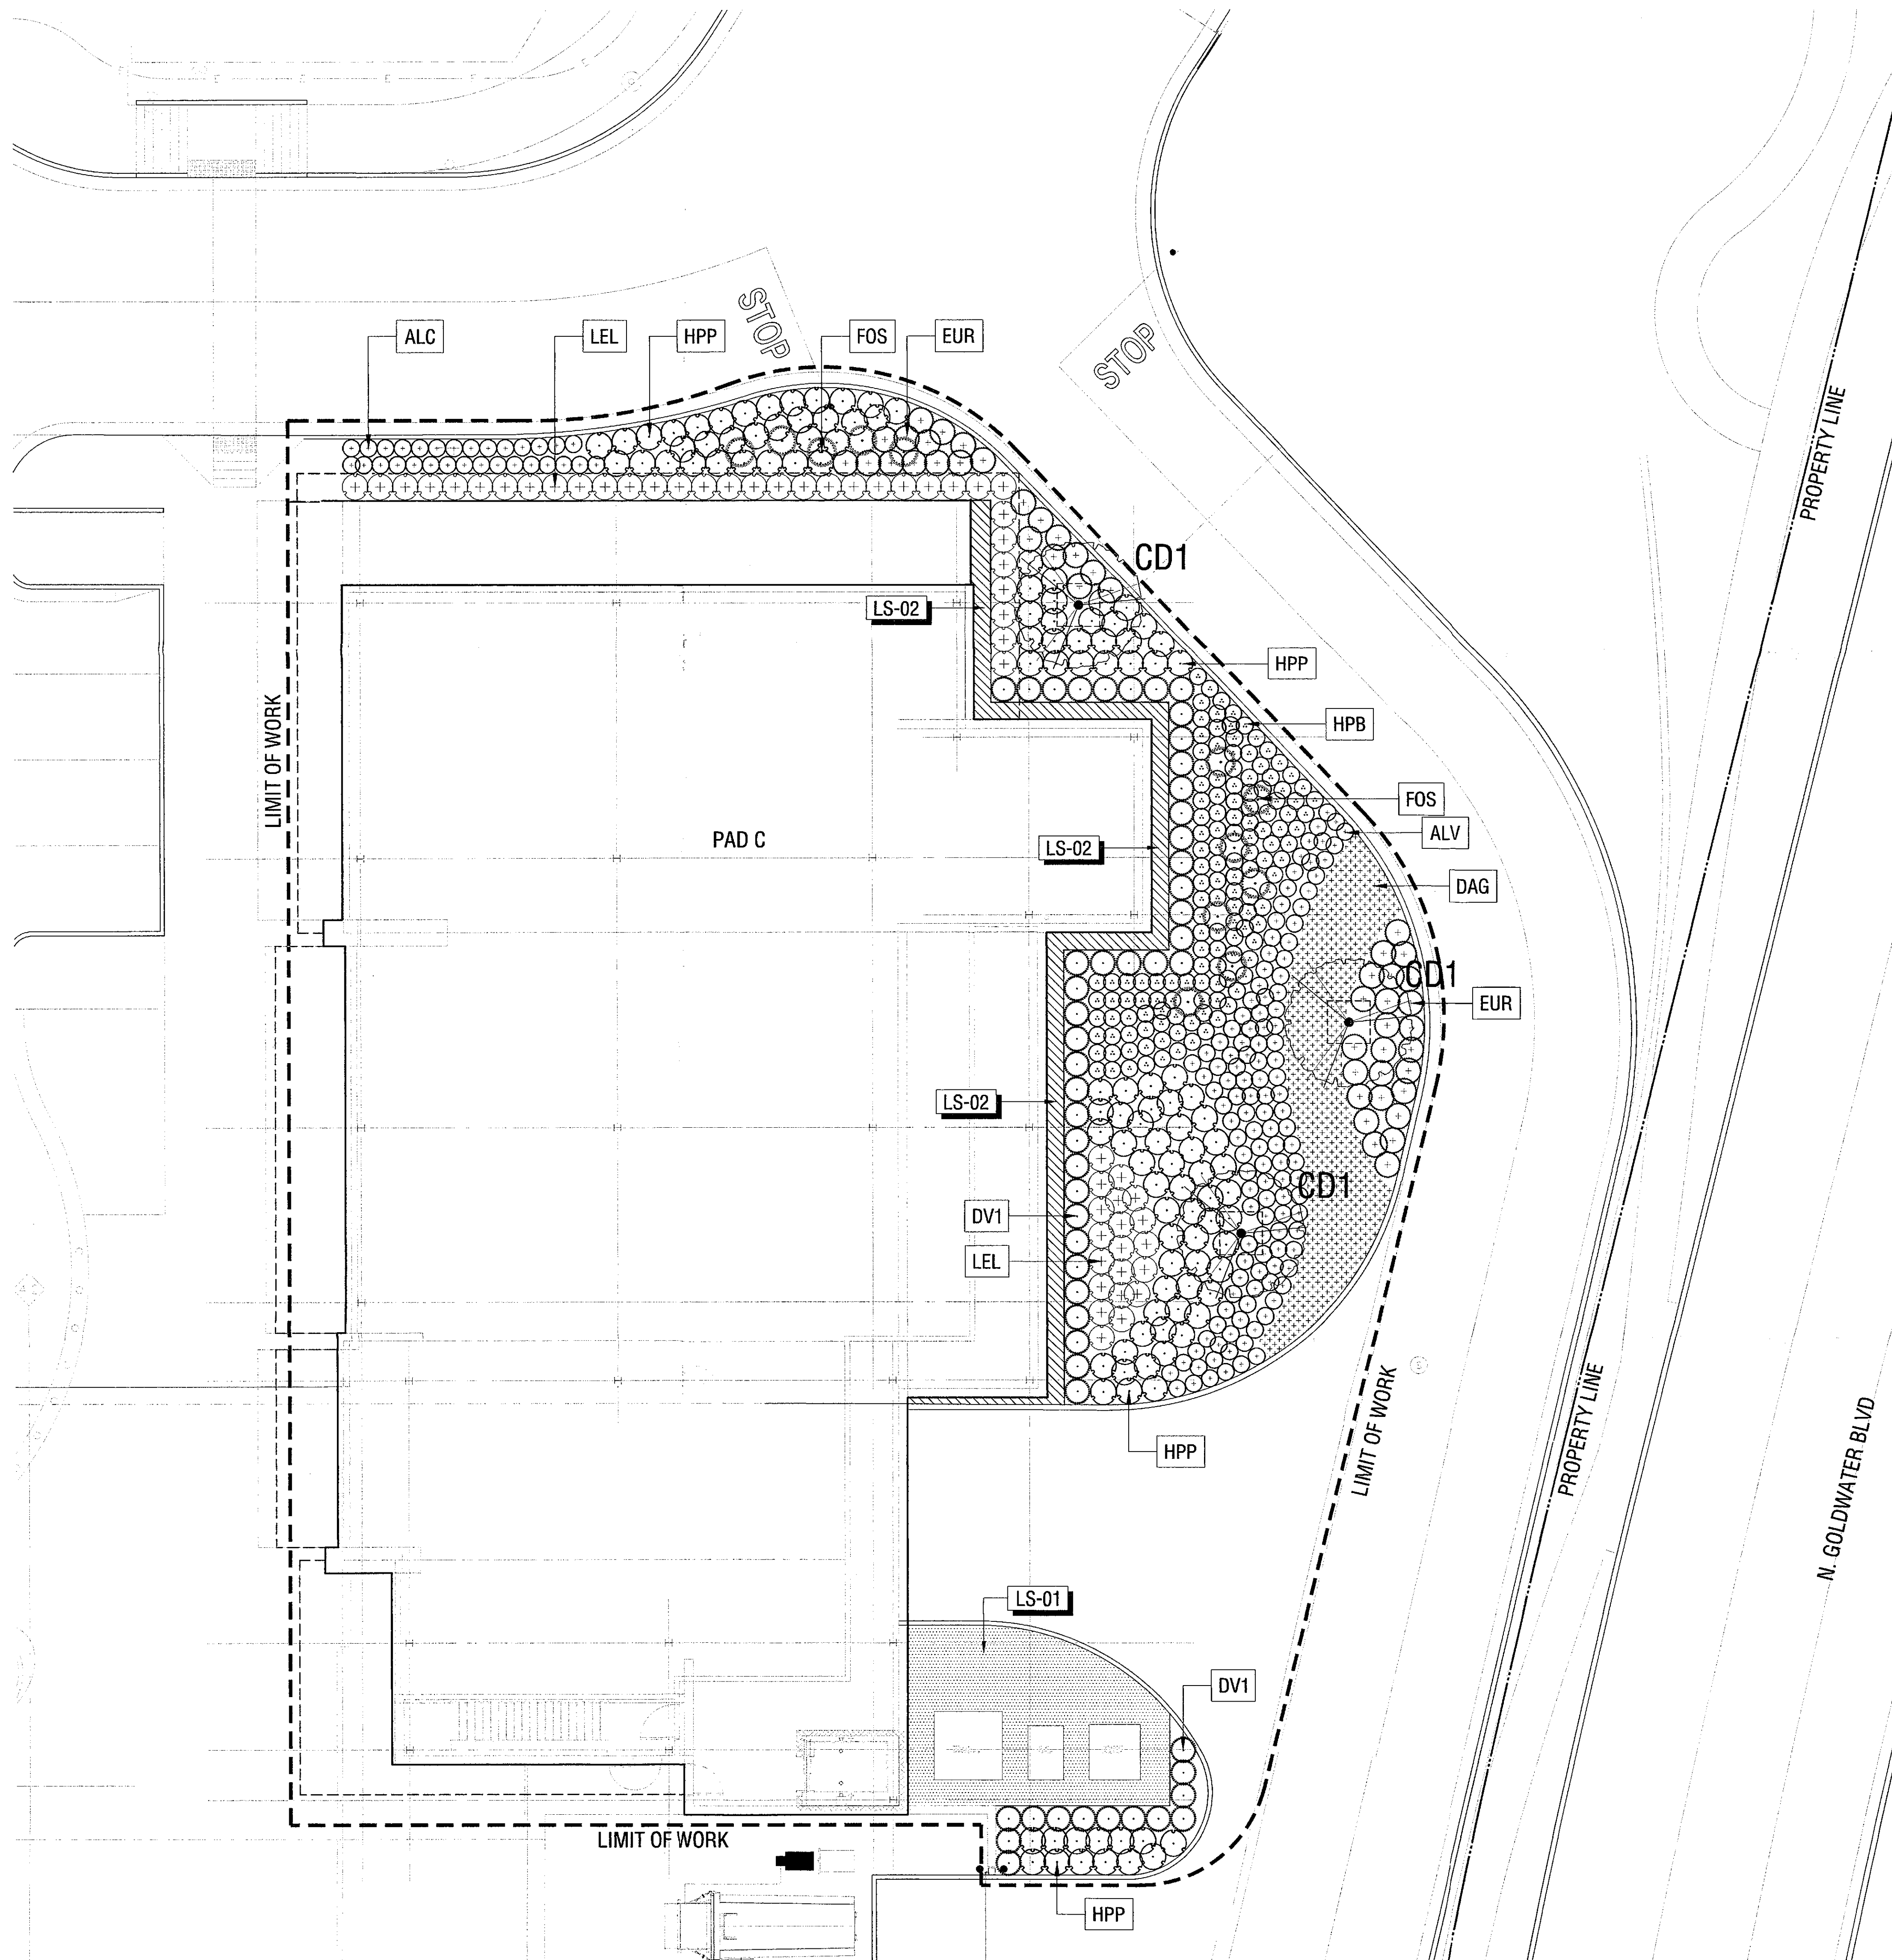 STOP
STOP
ALC
LEL
HPP
FOS
EUR
PROPERTY LINE
CD1
LS-02
HPP
HPB
LIMIT OF WORK
FOS
ALV
PAD C
LS-02
DAG
CD1
EUR
LS-02
CD1
DV1
LEL
HPP
LIMIT OF WORK
PROPERTY LINE
N. GOLDWATER BLVD
LS-01
DV1
LIMIT OF WORK
HPP